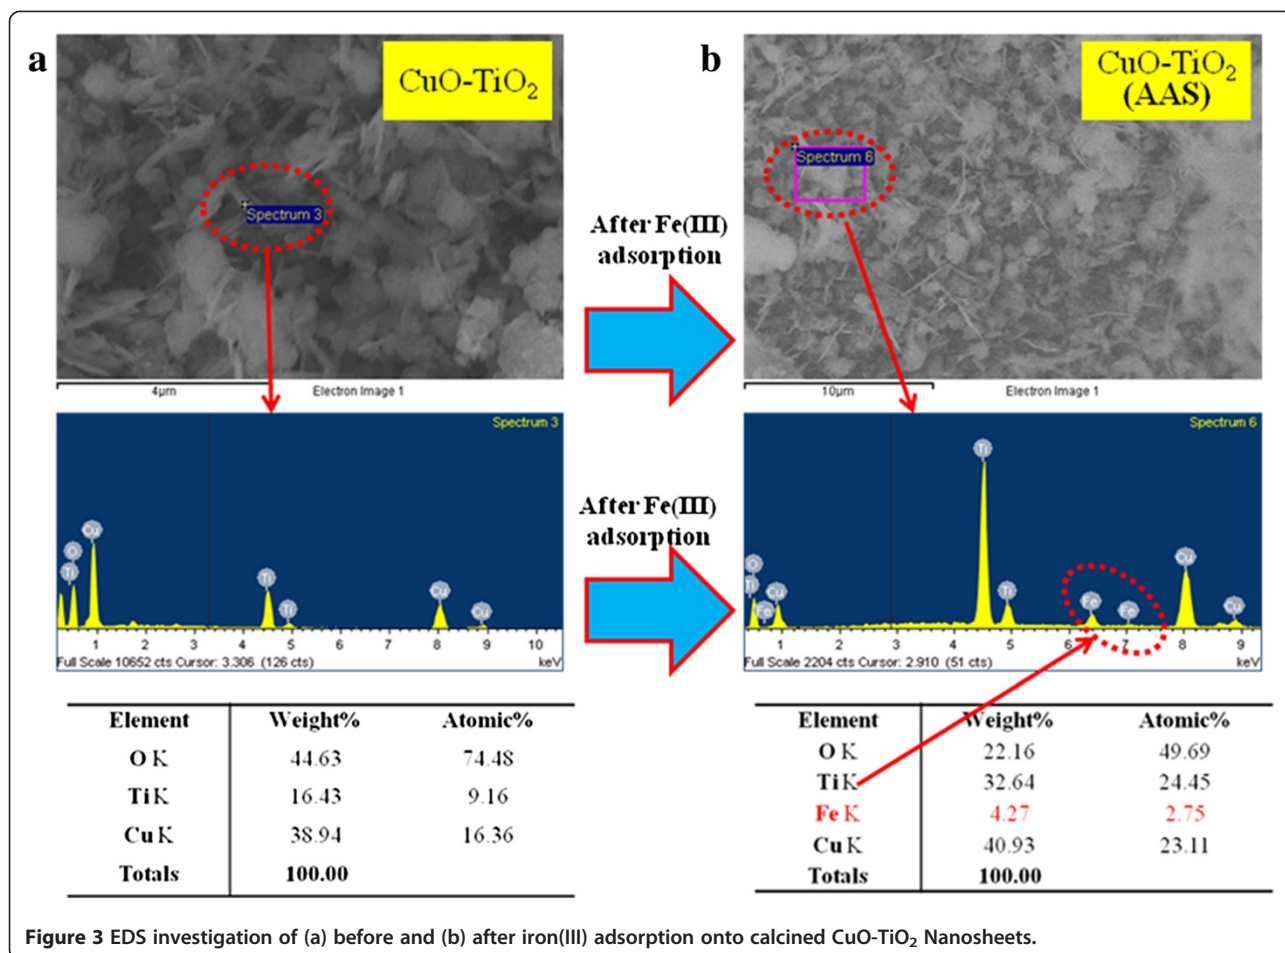 a
CuO-TiO₂
Spectrum 3
4µm
Electron Image 1
After Fe(III)
adsorption
b
CuO-TiO₂
(AAS)
Spectrum 6
10µm
Electron Image 1
Spectrum 3
Cu
O
Ti
Ti
Ti
Cu
Cu
1 2 3 4 5 6 7 8 9 10
Full Scale 10652 cts Cursor: 3.306 (126 cts)
keV
After Fe(III)
adsorption
Spectrum 6
Ti
O
Ti
Fe
Cu
Ti
Fe
Fe
Cu
Cu
1 2 3 4 5 6 7 8 9
Full Scale 2204 cts Cursor: 2.910 (51 cts)
keV
Element Weight% Atomic%
O K 44.63 74.48
Ti K 16.43 9.16
Cu K 38.94 16.36
Totals 100.00
Element Weight% Atomic%
O K 22.16 49.69
Ti K 32.64 24.45
Fe K 4.27 2.75
Cu K 40.93 23.11
Totals 100.00
Figure 3 EDS investigation of (a) before and (b) after iron(III) adsorption onto calcined CuO-TiO₂ Nanosheets.